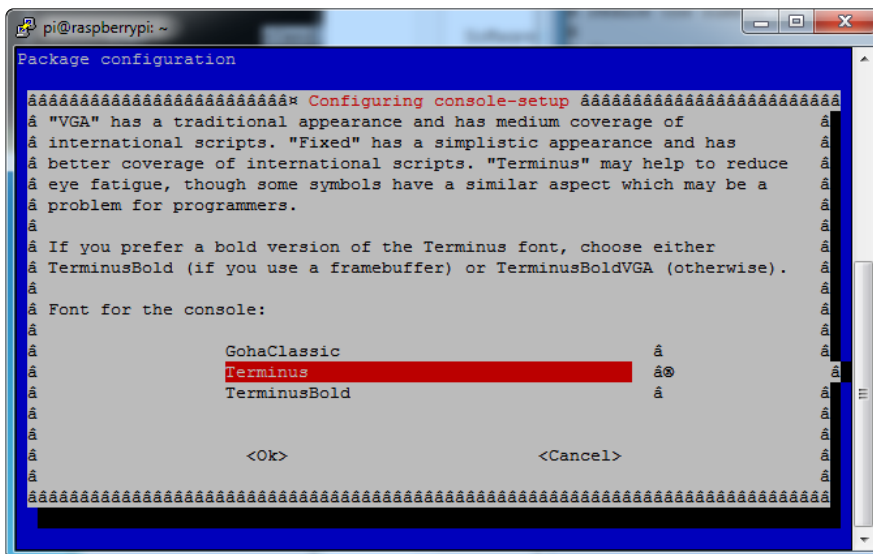 pi@raspberrypi: ~
Package configuration
âââââââââââââââââââââââââ¤ Configuring console-setup âââââââââââââââââââââââââ
â "VGA" has a traditional appearance and has medium coverage of â
â international scripts. "Fixed" has a simplistic appearance and has â
â better coverage of international scripts. "Terminus" may help to reduce â
â eye fatigue, though some symbols have a similar aspect which may be a â
â problem for programmers. â
â â
â If you prefer a bold version of the Terminus font, choose either â
â TerminusBold (if you use a framebuffer) or TerminusBoldVGA (otherwise). â
â â
â Font for the console: â
â â
â GohaClassic â â
â Terminus â® â
â TerminusBold â â
â â
â â
â <Ok> <Cancel> â
â â
âââââââââââââââââââââââââââââââââââââââââââââââââââââââââââââââââââââââââââââ